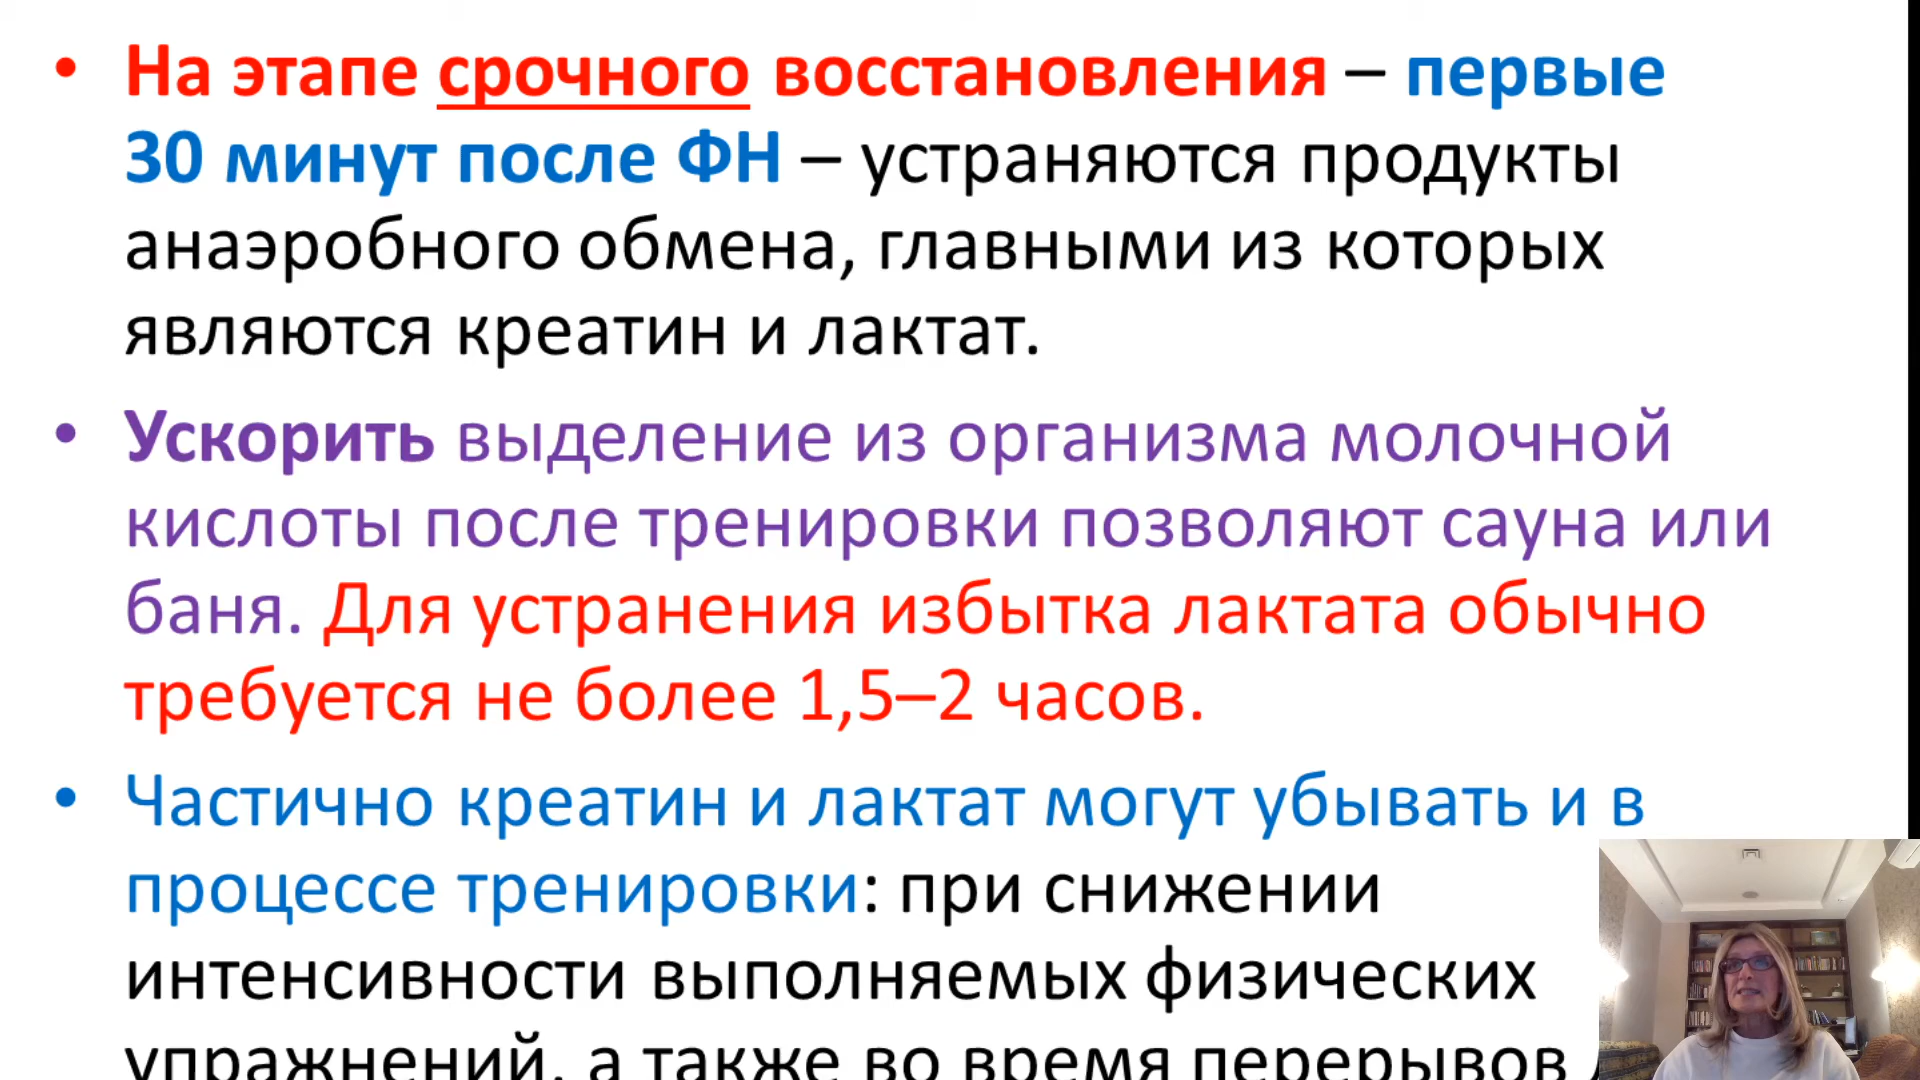 • На этапе срочного восстановления – первые
30 минут после ФН – устраняются продукты
анаэробного обмена, главными из которых
являются креатин и лактат.
• Ускорить выделение из организма молочной
кислоты после тренировки позволяют сауна или
баня. Для устранения избытка лактата обычно
требуется не более 1,5–2 часов.
• Частично креатин и лактат могут убывать и в
процессе тренировки: при снижении
интенсивности выполняемых физических
упражнений, а также во время перерывов